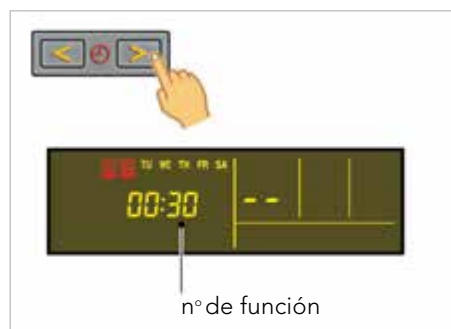 < >
TU WE TH FR SA
00:30 --
nº de función